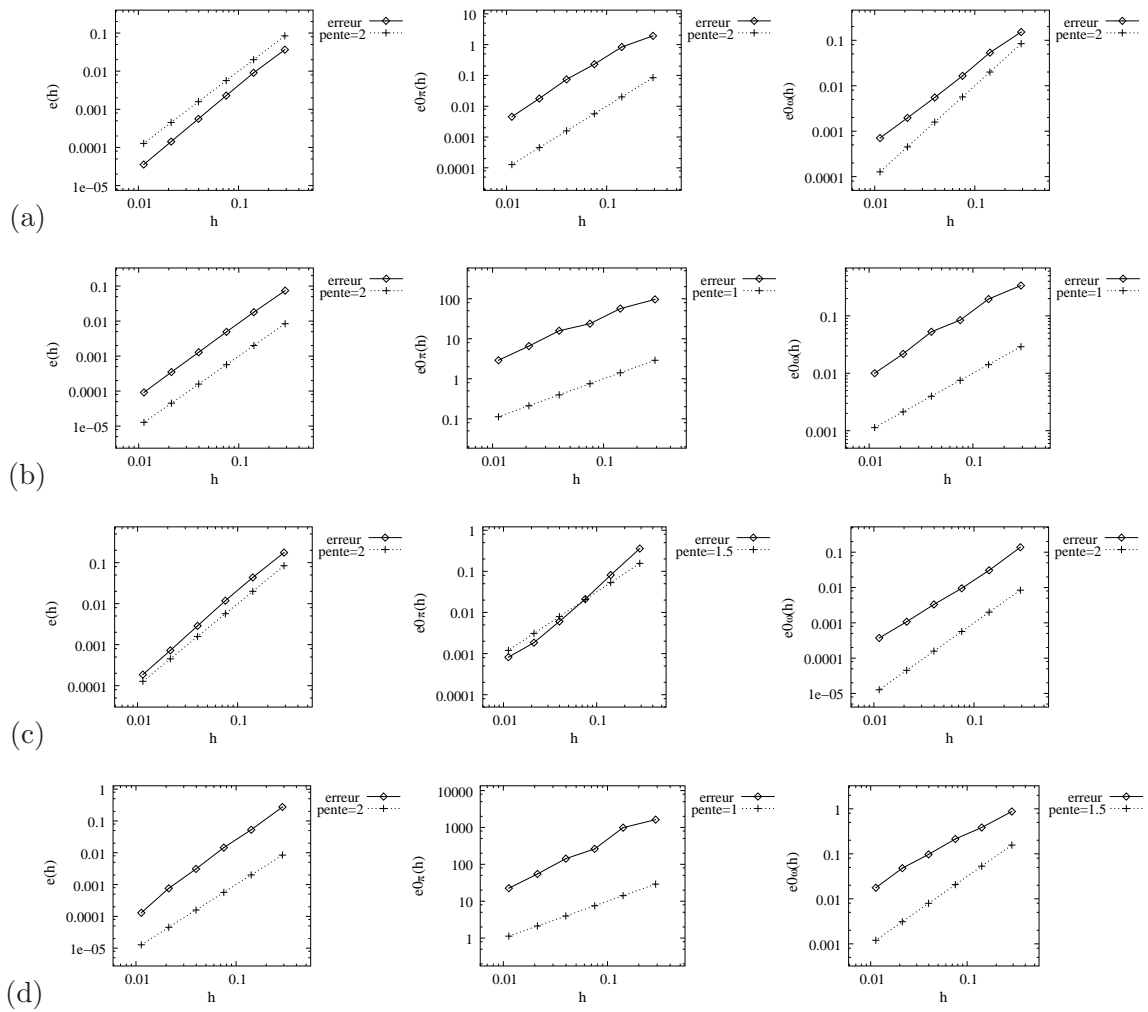 erreur
pente=2
0.1
0.01
0.001
0.0001
1e−05
e(h)
0.01
0.1
h
erreur
pente=2
10
1
0.1
0.01
0.001
0.0001
e0π(h)
0.01
0.1
h
erreur
pente=2
0.1
0.01
0.001
0.0001
e0ω(h)
0.01
0.1
h
(a)
erreur
pente=2
0.1
0.01
0.001
0.0001
1e−05
e(h)
0.01
0.1
h
erreur
pente=1
100
10
1
0.1
e0π(h)
0.01
0.1
h
erreur
pente=1
0.1
0.01
0.001
e0ω(h)
0.01
0.1
h
(b)
erreur
pente=2
0.1
0.01
0.001
0.0001
e(h)
0.01
0.1
h
erreur
pente=1.5
1
0.1
0.01
0.001
0.0001
e0π(h)
0.01
0.1
h
erreur
pente=2
0.1
0.01
0.001
0.0001
1e−05
e0ω(h)
0.01
0.1
h
(c)
erreur
pente=2
1
0.1
0.01
0.001
0.0001
1e−05
e(h)
0.01
0.1
h
erreur
pente=1
10000
1000
100
10
1
e0π(h)
0.01
0.1
h
erreur
pente=1.5
1
0.1
0.01
0.001
e0ω(h)
0.01
0.1
h
(d)